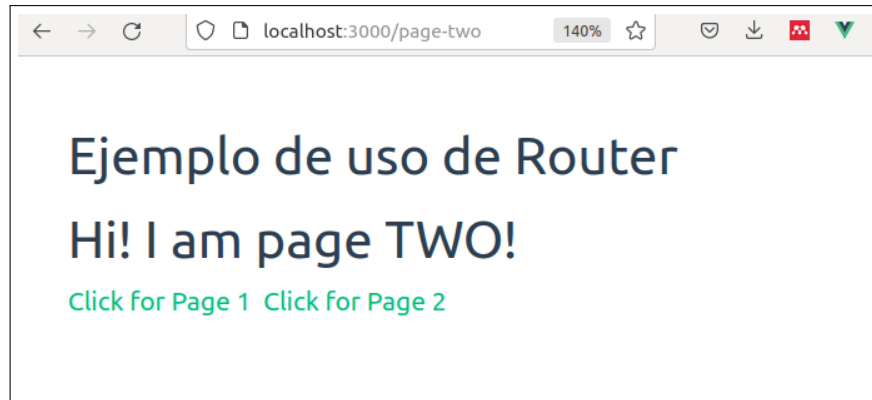 localhost:3000/page-two 140%
Ejemplo de uso de Router
Hi! I am page TWO!
Click for Page 1 Click for Page 2